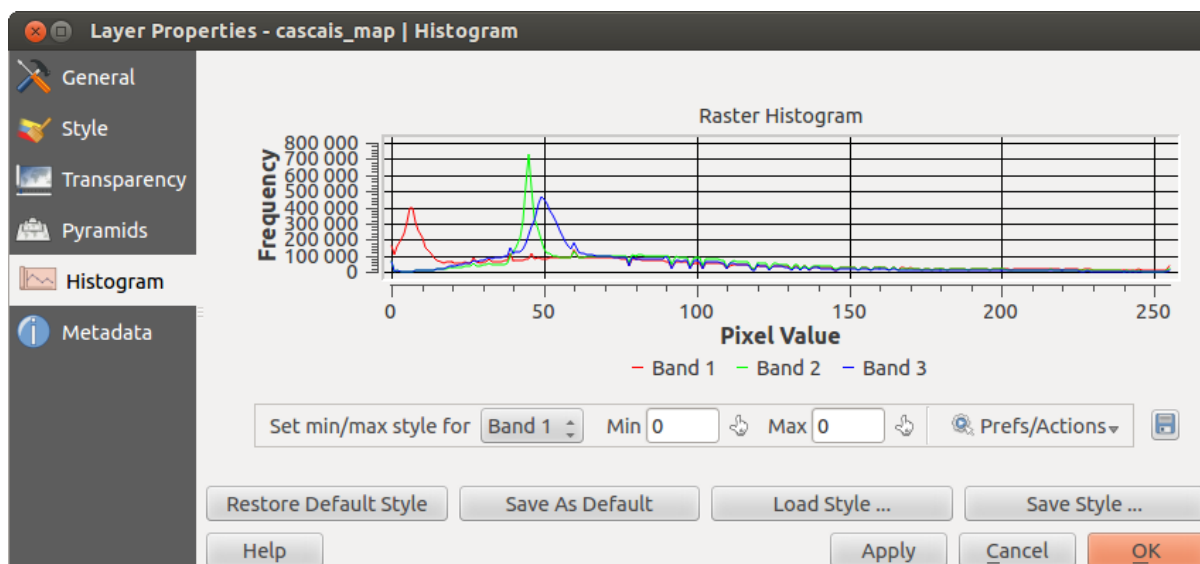 Layer Properties - cascais_map | Histogram
General
Style
Transparency
Pyramids
Histogram
Metadata
Raster Histogram
Frequency
800 000
700 000
600 000
500 000
400 000
300 000
200 000
100 000
0
0 50 100 150 200 250
Pixel Value
Band 1 Band 2 Band 3
Set min/max style for Band 1 Min 0 Max 0 Prefs/Actions
Restore Default Style Save As Default Load Style ... Save Style ...
Help Apply Cancel OK